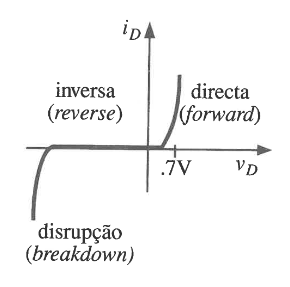 iD
inversa
(reverse)
directa
(forward)
.7V
vD
disrupção
(breakdown)